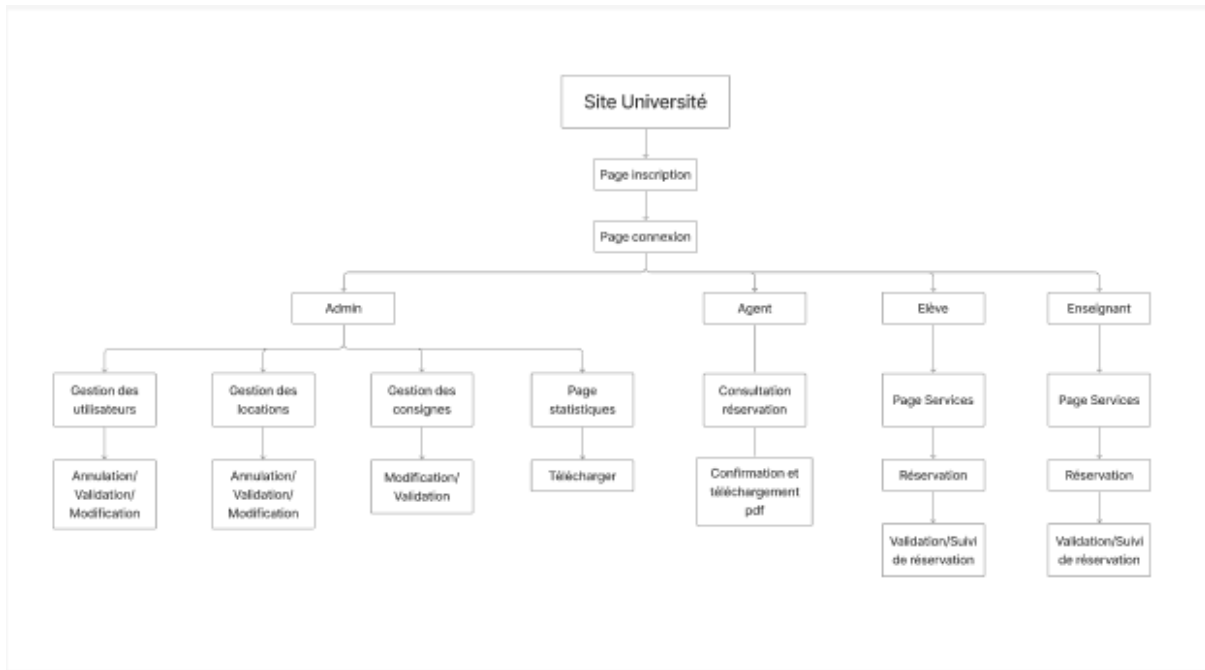 Site Université
Page inscription
Page connexion
Admin
Agent
Elève
Enseignant
Gestion des
utilisateurs
Gestion des
locations
Gestion des
consignes
Page
statistiques
Consultation
réservation
Page Services
Page Services
Annulation/
Validation/
Modification
Annulation/
Validation/
Modification
Modification/
Validation
Télécharger
Confirmation et
téléchargement
pdf
Réservation
Réservation
Validation/Suivi
de réservation
Validation/Suivi
de réservation